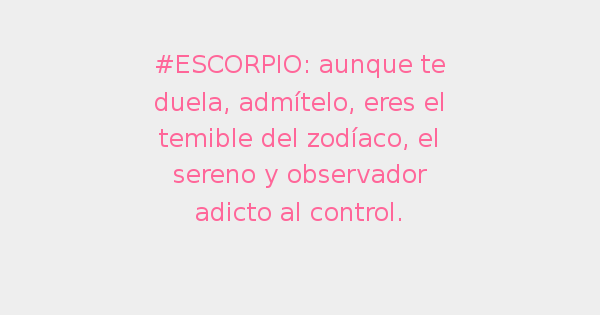 #ESCORPIO: aunque te
duela, admítelo, eres el
temible del zodíaco, el
sereno y observador
adicto al control.